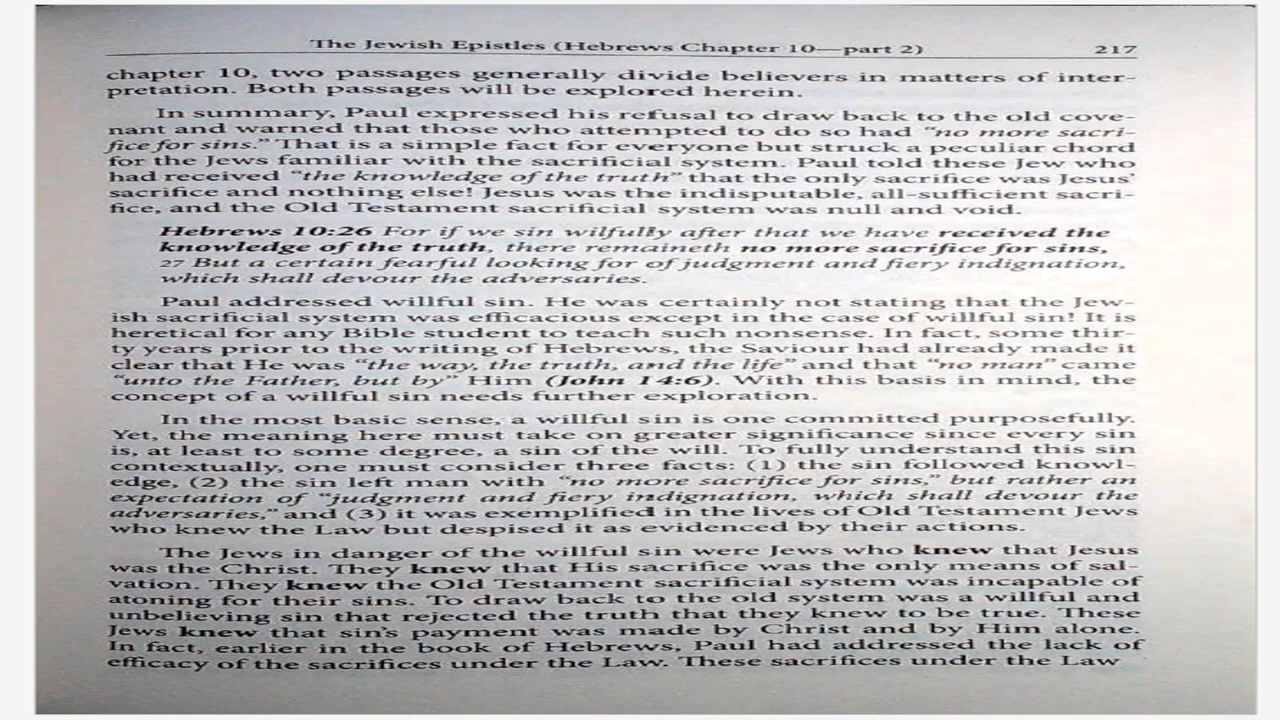 The Jewish Epistles (Hebrews Chapter 10—part 2) 217
chapter 10, two passages generally divide believers in matters of inter-
pretation. Both passages will be explored herein.
In summary, Paul expressed his refusal to draw back to the old cove-
nant and warned that those who attempted to do so had “no more sacri-
fice for sins.” That is a simple fact for everyone but struck a peculiar chord
for the Jews familiar with the sacrificial system. Paul told these Jew who
had received “the knowledge of the truth” that the only sacrifice was Jesus’
sacrifice and nothing else! Jesus was the indisputable, all-sufficient sacri-
fice, and the Old Testament sacrificial system was null and void.
Hebrews 10:26 For if we sin wilfully after that we have received the
knowledge of the truth, there remaineth no more sacrifice for sins,
27 But a certain fearful looking for of judgment and fiery indignation,
which shall devour the adversaries.
Paul addressed willful sin. He was certainly not stating that the Jew-
ish sacrificial system was efficacious except in the case of willful sin! It is
heretical for any Bible student to teach such nonsense. In fact, some thir-
ty years prior to the writing of Hebrews, the Saviour had already made it
clear that He was “the way, the truth, and the life” and that “no man” came
“unto the Father, but by” Him (John 14:6). With this basis in mind, the
concept of a willful sin needs further exploration.
In the most basic sense, a willful sin is one committed purposefully.
Yet, the meaning here must take on greater significance since every sin
is, at least to some degree, a sin of the will. To fully understand this sin
contextually, one must consider three facts: (1) the sin followed knowl-
edge, (2) the sin left man with “no more sacrifice for sins,” but rather an
expectation of “judgment and fiery indignation, which shall devour the
adversaries,” and (3) it was exemplified in the lives of Old Testament Jews
who knew the Law but despised it as evidenced by their actions.
The Jews in danger of the willful sin were Jews who knew that Jesus
was the Christ. They knew that His sacrifice was the only means of sal-
vation. They knew the Old Testament sacrificial system was incapable of
atoning for their sins. To draw back to the old system was a willful and
unbelieving sin that rejected the truth that they knew to be true. These
Jews knew that sin’s payment was made by Christ and by Him alone.
In fact, earlier in the book of Hebrews, Paul had addressed the lack of
efficacy of the sacrifices under the Law. These sacrifices under the Law